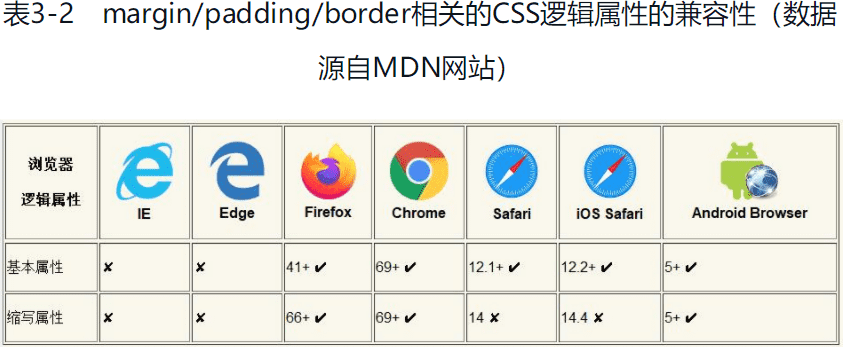 表3-2 margin/padding/border相关的CSS逻辑属性的兼容性（数据
源自MDN网站）
浏览器
逻辑属性
IE
Edge
Firefox
Chrome
Safari
iOS Safari
Android Browser
基本属性 ✘ ✘ 41+ ✔ 69+ ✔ 12.1+ ✔ 12.2+ ✔ 5+ ✔
缩写属性 ✘ ✘ 66+ ✔ 69+ ✔ 14 ✘ 14.4 ✘ 5+ ✔